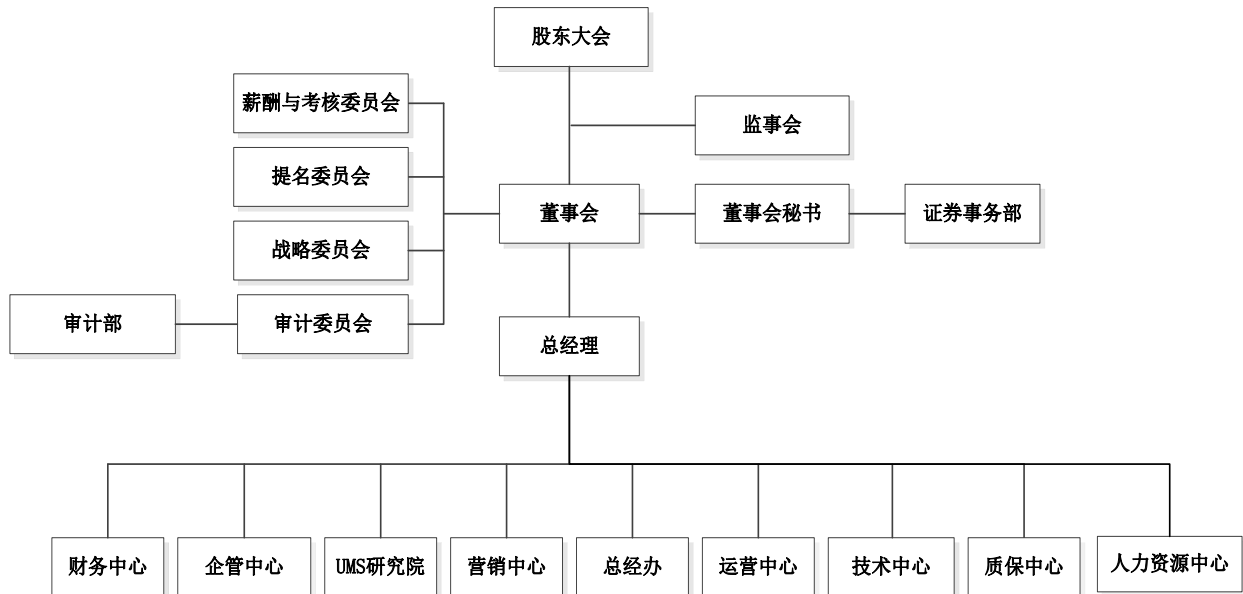 股东大会
薪酬与考核委员会
监事会
提名委员会
董事会
董事会秘书
证券事务部
战略委员会
审计部
审计委员会
总经理
财务中心
企管中心
UMS研究院
营销中心
总经办
运营中心
技术中心
质保中心
人力资源中心